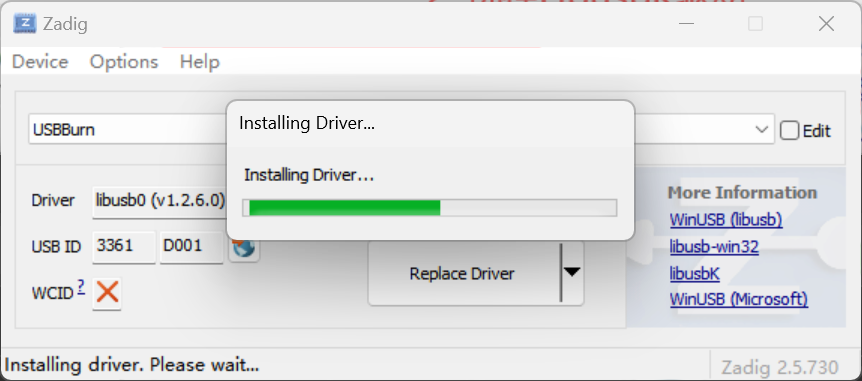 Zadig
Device Options Help
Installing Driver...
USBBurn
Edit
Installing Driver...
Driver libusb0 (v1.2.6.0)
More Information
WinUSB (libusb)
USB ID 3361 D001
libusb-win32
Replace Driver
libusbK
WCID ?
WinUSB (Microsoft)
Installing driver. Please wait...
Zadig 2.5.730